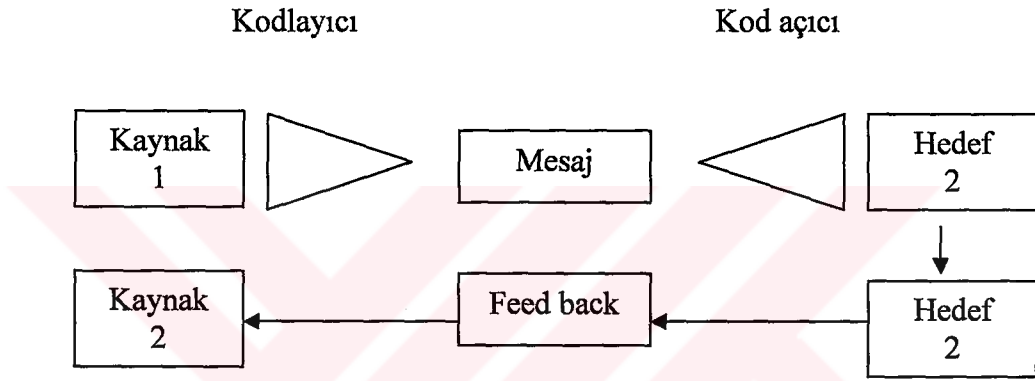 Kodlayıcı Kod açıcı
Kaynak
1
Mesaj
Hedef
2
Kaynak
2
Feed back
Hedef
2